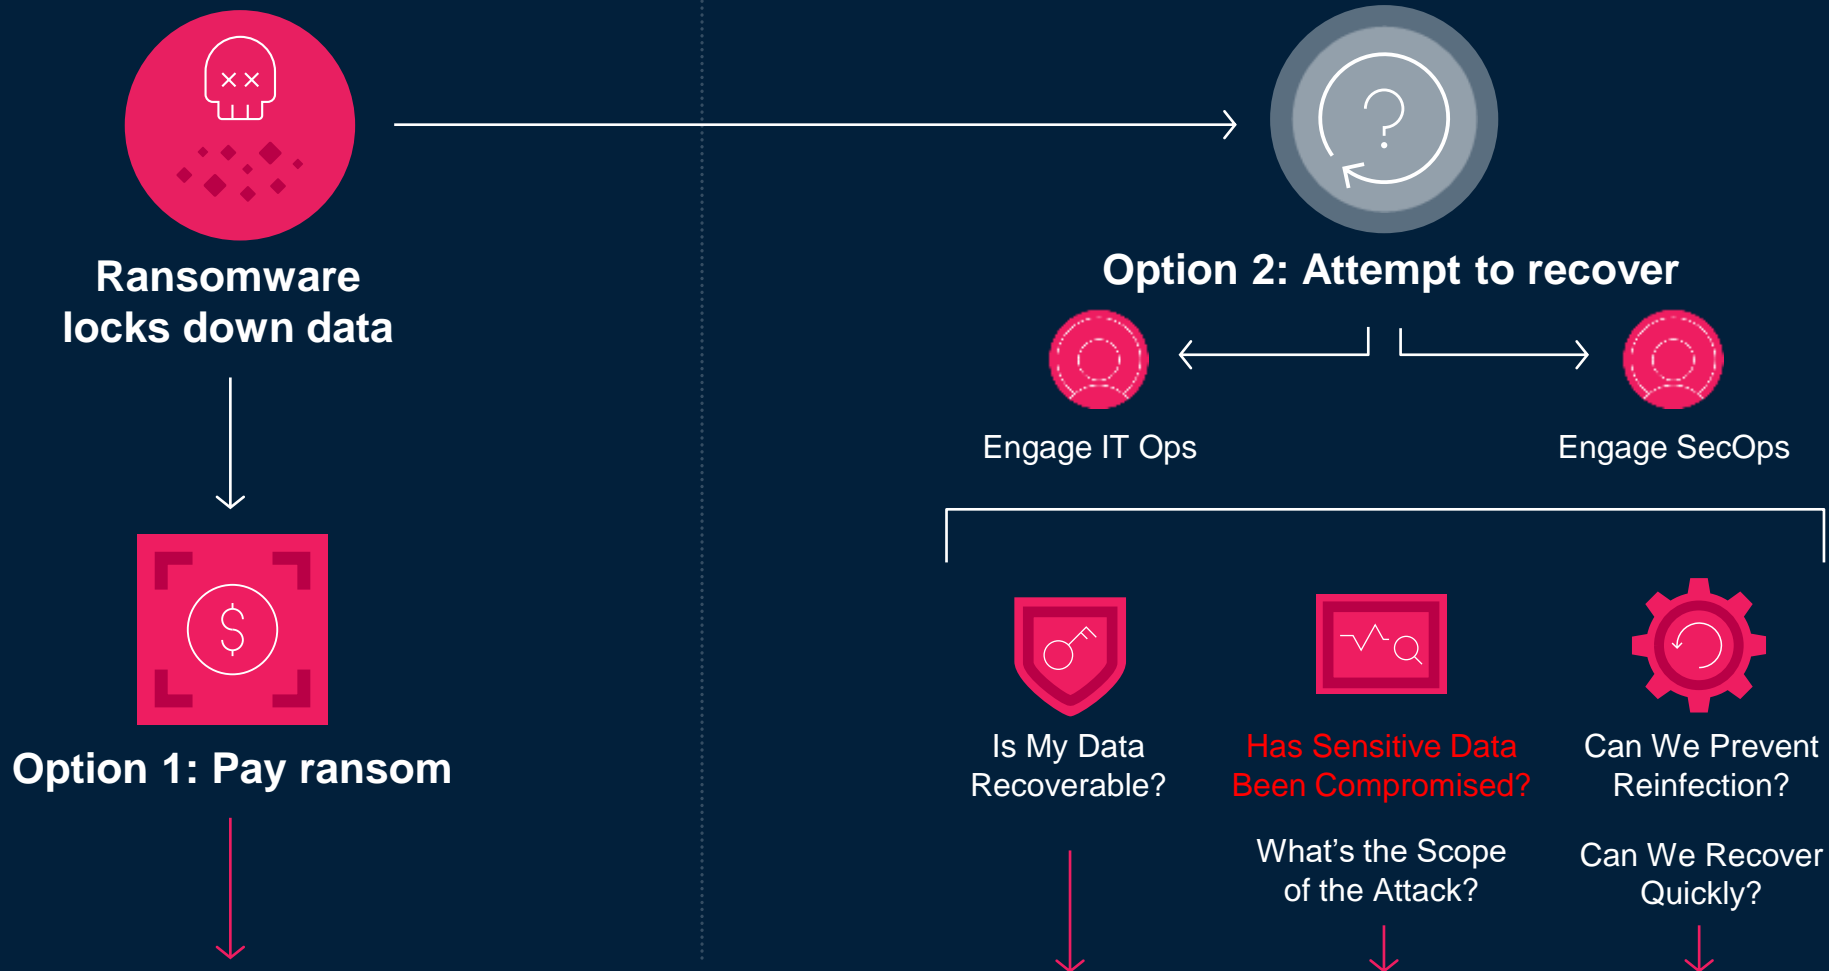 Ransomware
locks down data
Option 1: Pay ransom
Option 2: Attempt to recover
Engage IT Ops
Engage SecOps
Is My Data
Recoverable?
Has Sensitive Data
Been Compromised?
What's the Scope
of the Attack?
Can We Prevent
Reinfection?
Can We Recover
Quickly?